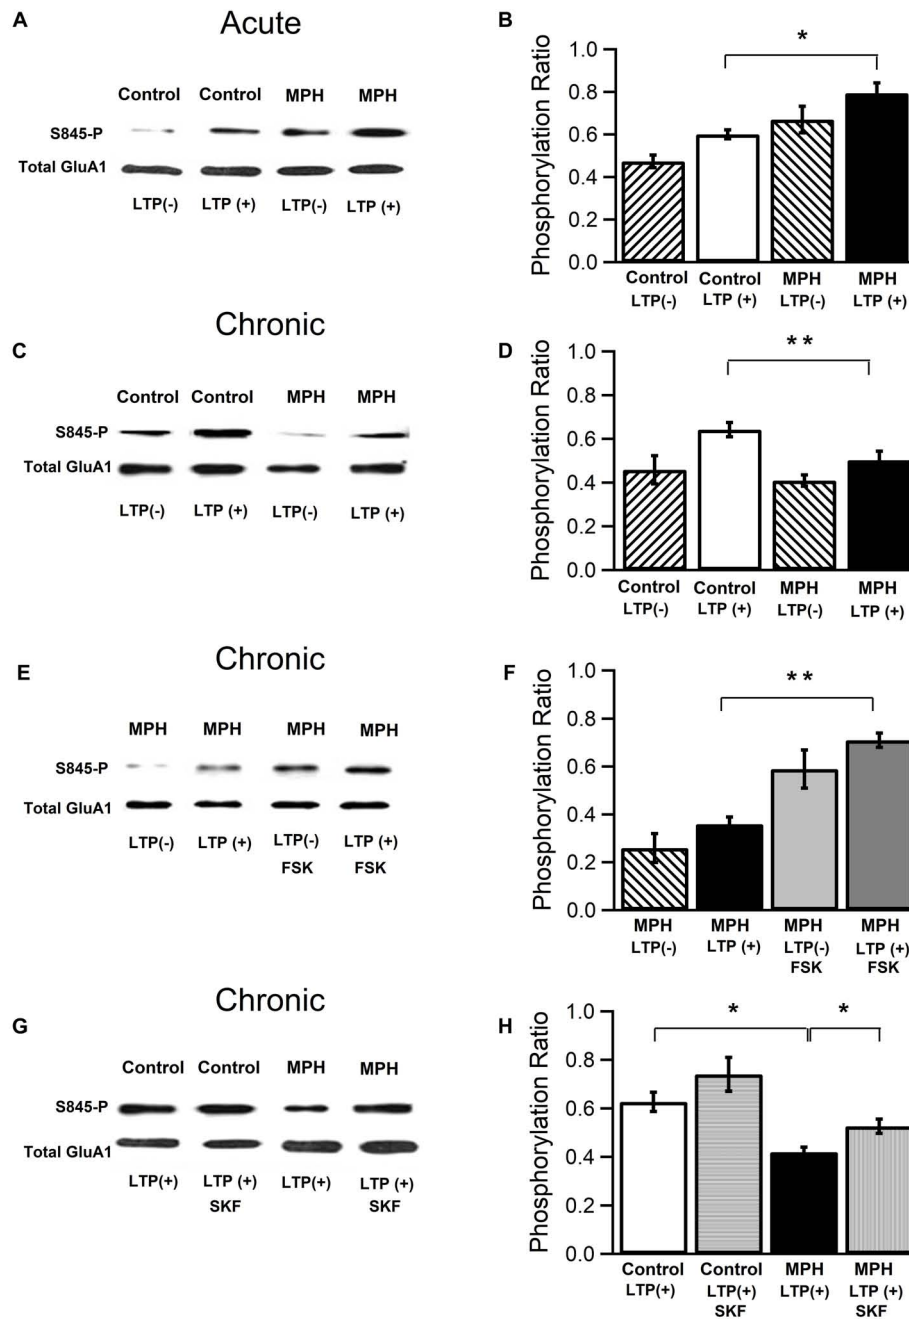 A
Acute
Control Control MPH MPH
S845-P
Total GluA1
LTP(-) LTP (+) LTP(-) LTP (+)
B
*
Phosphorylation Ratio
1.0
0.8
0.6
0.4
0.2
0.0
Control Control MPH MPH
LTP(-) LTP (+) LTP(-) LTP (+)
Chronic
C
Control Control MPH MPH
S845-P
Total GluA1
LTP(-) LTP (+) LTP(-) LTP (+)
D
**
Phosphorylation Ratio
1.0
0.8
0.6
0.4
0.2
0.0
Control Control MPH MPH
LTP(-) LTP (+) LTP(-) LTP (+)
Chronic
E
MPH MPH MPH MPH
S845-P
Total GluA1
LTP(-) LTP (+) LTP(-) LTP (+)
FSK FSK
F
**
Phosphorylation Ratio
1.0
0.8
0.6
0.4
0.2
0.0
MPH MPH MPH MPH
LTP(-) LTP (+) LTP(-) LTP (+)
FSK FSK
Chronic
G
Control Control MPH MPH
S845-P
Total GluA1
LTP(+) LTP (+) LTP(+) LTP (+)
SKF SKF
H
* *
Phosphorylation Ratio
1.0
0.8
0.6
0.4
0.2
0.0
Control Control MPH MPH
LTP(+) LTP(+) LTP(+) LTP (+)
SKF SKF